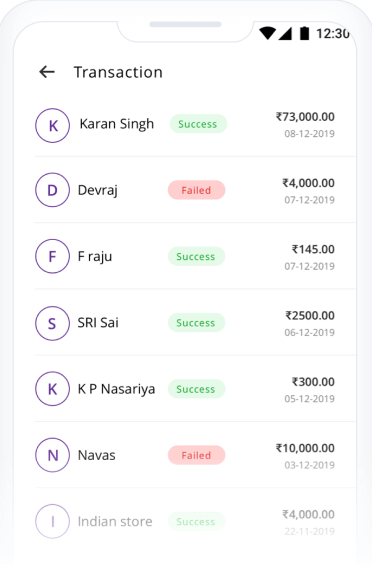 12:30
Transaction
K Karan Singh Success ₹73,000.00
08-12-2019
D Devraj Failed ₹4,000.00
07-12-2019
F F raju Success ₹145.00
07-12-2019
S SRI Sai Success ₹2500.00
06-12-2019
K K P Nasariya Success ₹300.00
05-12-2019
N Navas Failed ₹10,000.00
03-12-2019
I Indian store Success ₹4,000.00
22-11-2019